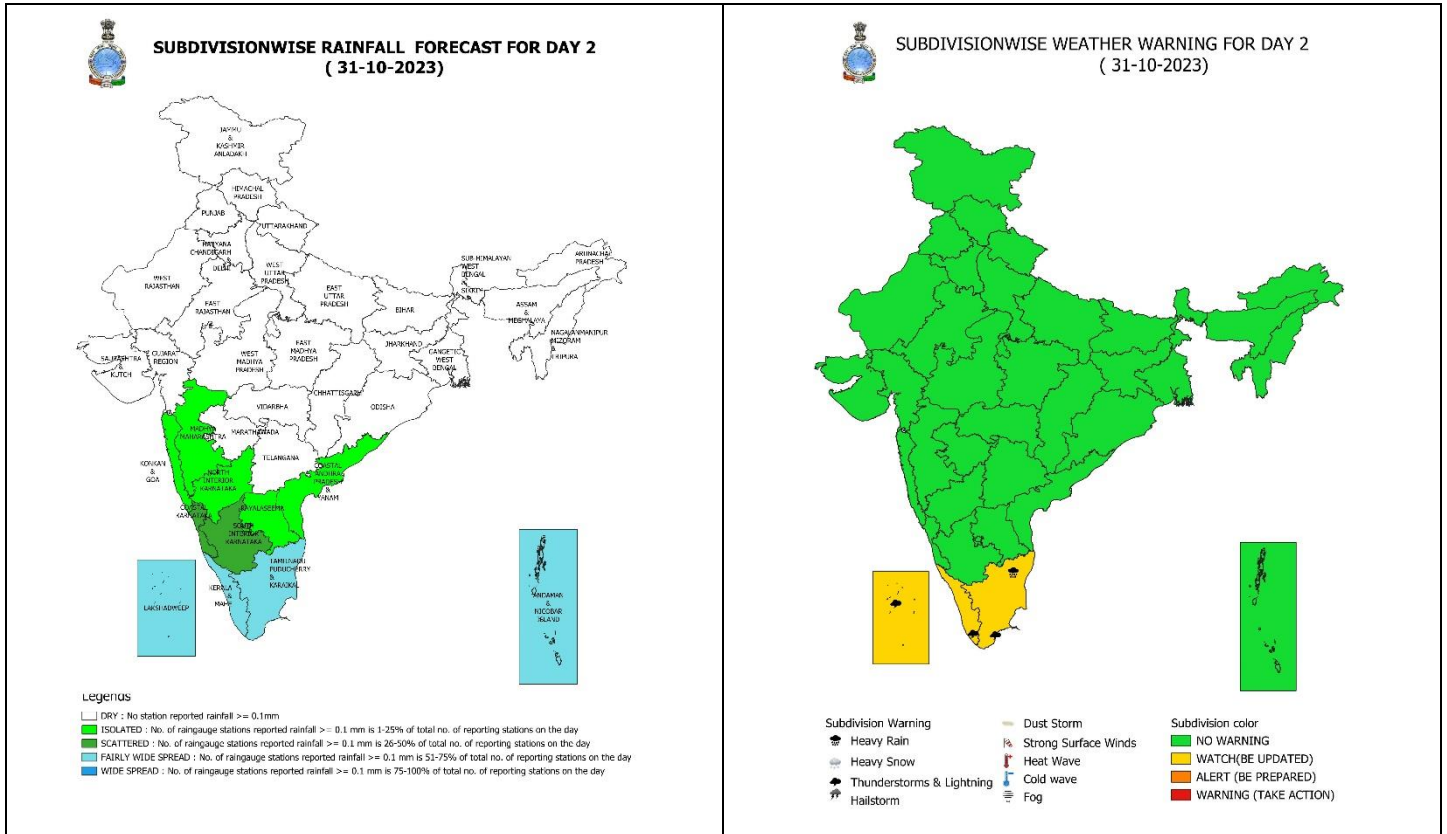 SUBDIVISIONWISE RAINFALL FORECAST FOR DAY 2
( 31-10-2023)
JAMMU
&
KASHMIR
ANLADAKH
HIMACHAL
PRADESH
PUNJAB
UTTARAKHAND
HARYANA
CHANDIGARH &
DELHI
WEST
RAJASTHAN
WEST
UTTAR
PRADESH
EAST
RAJASTHAN
EAST
UTTAR
PRADESH
BIHAR
SUB-HIMALAYAN
WEST
BENGAL
&
SIKKIM
ARUNACHAL
PRADESH
ASSAM
&
MEGHALAYA
NAGALANMANIPUR
MIZORAM
&
TRIPURA
SAURASHTRA
&
KUTCH
GUJARA
REGION
WEST
MADHYA
PRADESH
EAST
MADHYA
PRADESH
JHARKHAND
GANGETIC
WEST
BENGAL
CHHATTISGARH
ODISHA
VIDARBHA
MADHYA
MAHARASHTRA
MARATHAWADA
TELANGANA
KONKAN
&
GOA
NORTH
INTERIOR
KARNATAKA
COASTAL
ANDHRA
PRADESH
&
YANAM
COASTAL
KARNATAKA
RAYALASEEMA
SOUTH
INTERIOR
KARNATAKA
TAMILNADU
PUDUCHERRY
&
KARAIKAL
KERALA
&
MAHE
LAKSHADWEEP
ANDAMAN
&
NICOBAR
ISLAND
Legends
DRY : No station reported rainfall >= 0.1mm
ISOLATED : No. of raingauge stations reported rainfall >= 0.1 mm is 1-25% of total no. of reporting stations on the day
SCATTERED : No. of raingauge stations reported rainfall >= 0.1 mm is 26-50% of total no. of reporting stations on the day
FAIRLY WIDE SPREAD : No. of raingauge stations reported rainfall >= 0.1 mm is 51-75% of total no. of reporting stations on the day
WIDE SPREAD : No. of raingauge stations reported rainfall >= 0.1 mm is 75-100% of total no. of reporting stations on the day
SUBDIVISIONWISE WEATHER WARNING FOR DAY 2
( 31-10-2023)
Subdivision Warning
Heavy Rain
Heavy Snow
Thunderstorms & Lightning
Hailstorm
Dust Storm
Strong Surface Winds
Heat Wave
Cold wave
Fog
Subdivision color
NO WARNING
WATCH(BE UPDATED)
ALERT (BE PREPARED)
WARNING (TAKE ACTION)